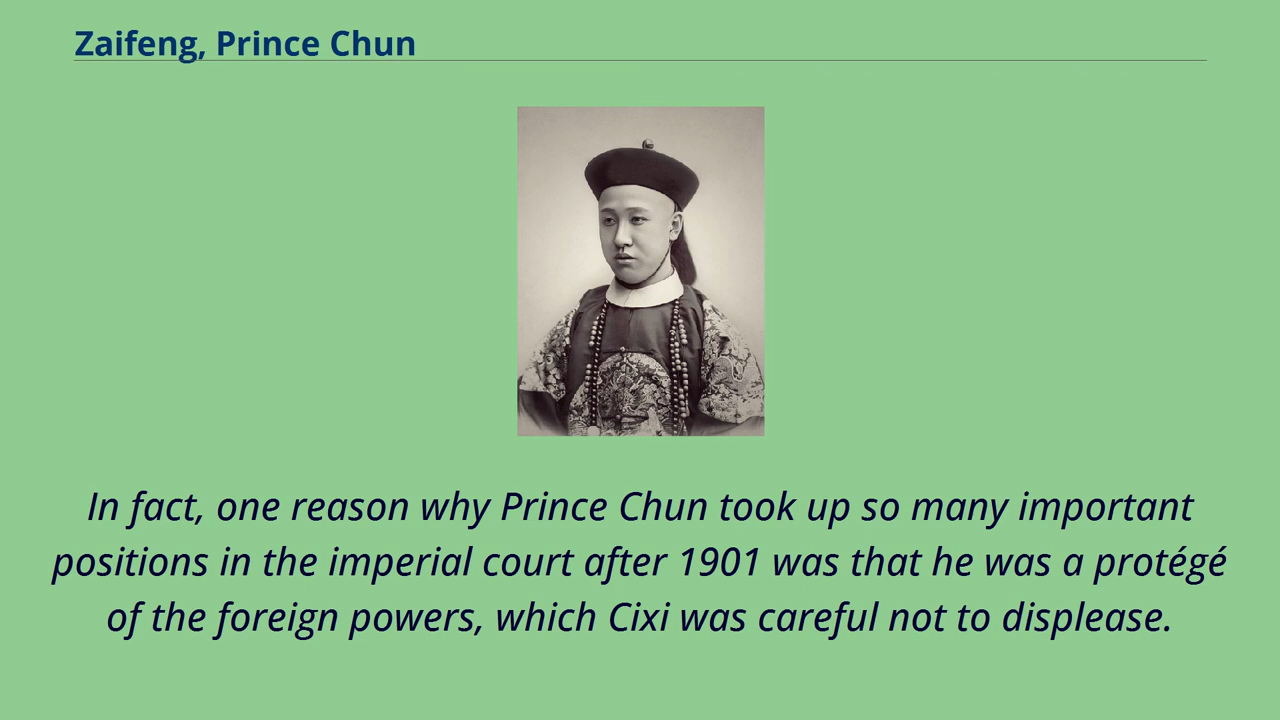 Zaifeng, Prince Chun
In fact, one reason why Prince Chun took up so many important
positions in the imperial court after 1901 was that he was a protégé
of the foreign powers, which Cixi was careful not to displease.